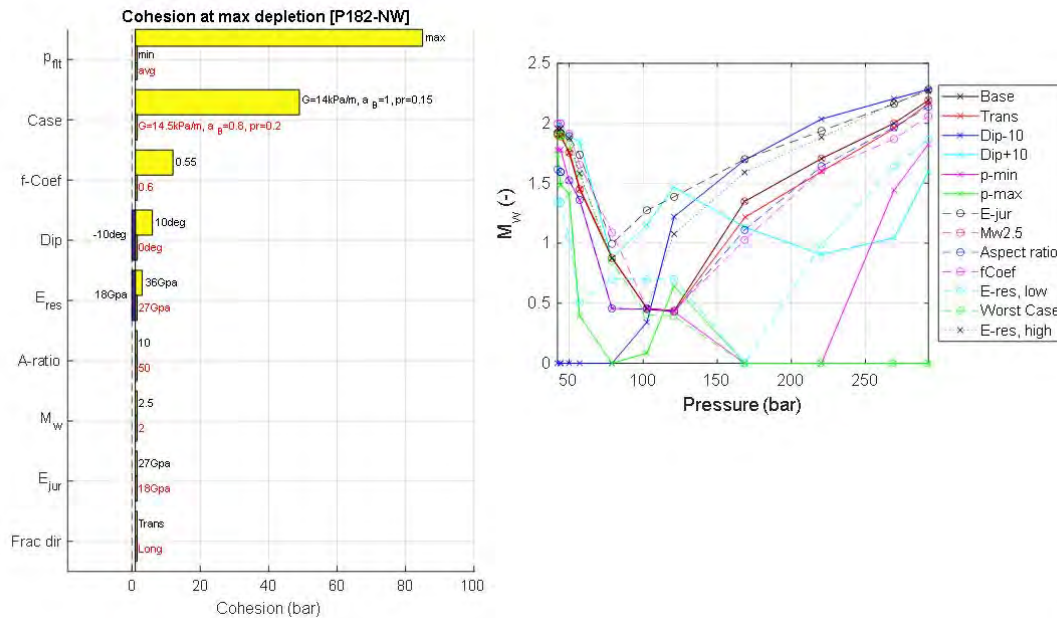 Cohesion at max depletion [P182-NW]
p_flt
max
min
avg
Case
G=14kPa/m, a_B=1, pr=0.15
G=14.5kPa/m, a_B=0.8, pr=0.2
f-Coef
0.55
0.6
Dip
-10deg
10deg
0deg
E_res
18Gpa
36Gpa
27Gpa
A-ratio
10
50
M_w
2.5
2
E_jur
27Gpa
18Gpa
Frac dir
Trans
Long
0 20 40 60 80 100
Cohesion (bar)
2.5
2
1.5
1
0.5
0
M_W (-)
50 100 150 200 250
Pressure (bar)
Base
Trans
Dip-10
Dip+10
p-min
p-max
E-jur
Mw2.5
Aspect ratio
fCoef
E-res, low
Worst Case
E-res, high